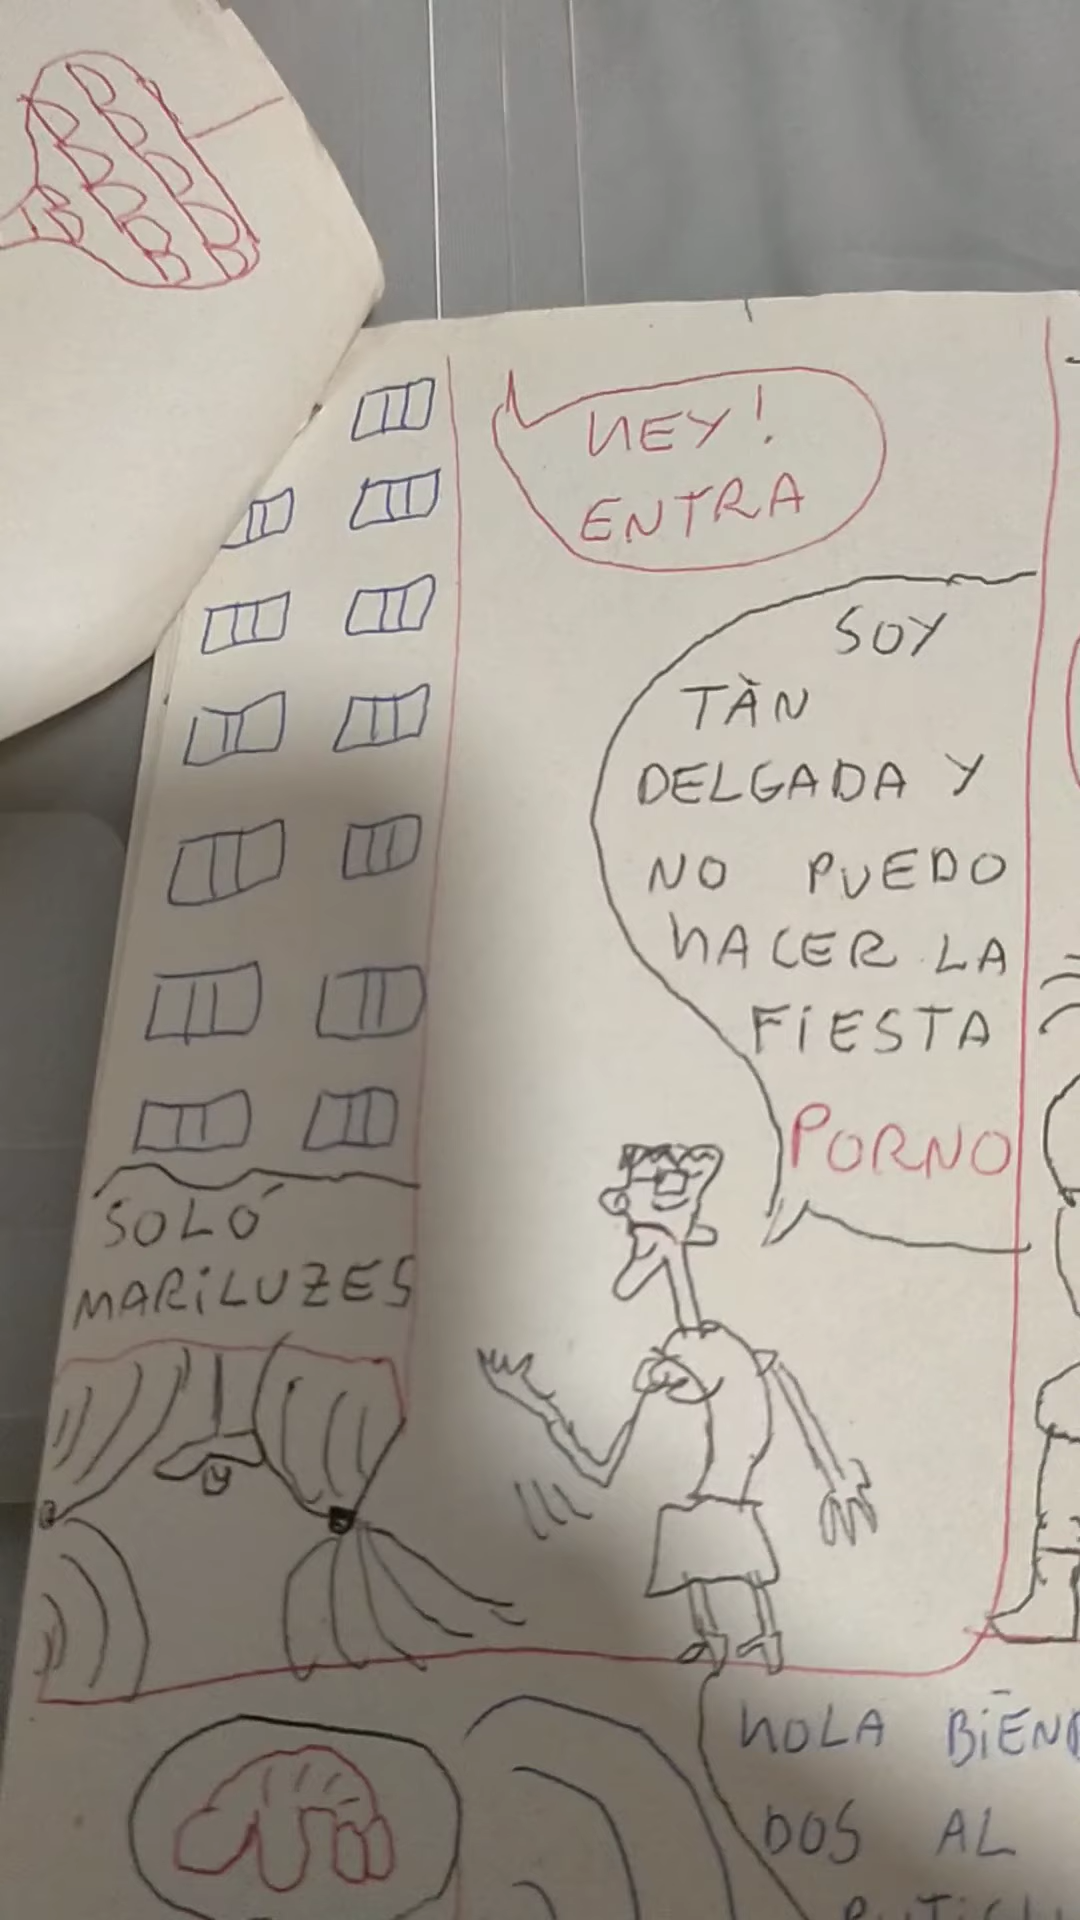 HEY!
ENTRA
SOY
TÀN
DELGADA Y
NO PUEDO
HACER LA
FIESTA
PORNO
SOLÓ
MARILUZES
HOLA
DOS AL